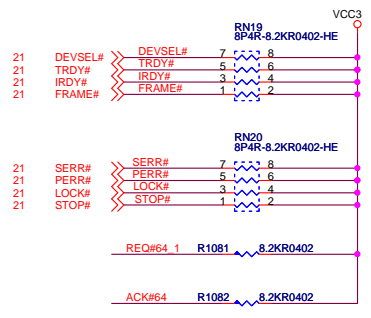 VCC3
RN19
8P4R-8.2KR0402-HE
21 DEVSEL# DEVSEL# 7 8
21 TRDY# TRDY# 5 6
21 IRDY# IRDY# 3 4
21 FRAME# FRAME# 1 2
RN20
8P4R-8.2KR0402-HE
21 SERR# SERR# 7 8
21 PERR# PERR# 5 6
21 LOCK# LOCK# 3 4
21 STOP# STOP# 1 2
REQ#64_1 R1081 8.2KR0402
ACK#64 R1082 8.2KR0402